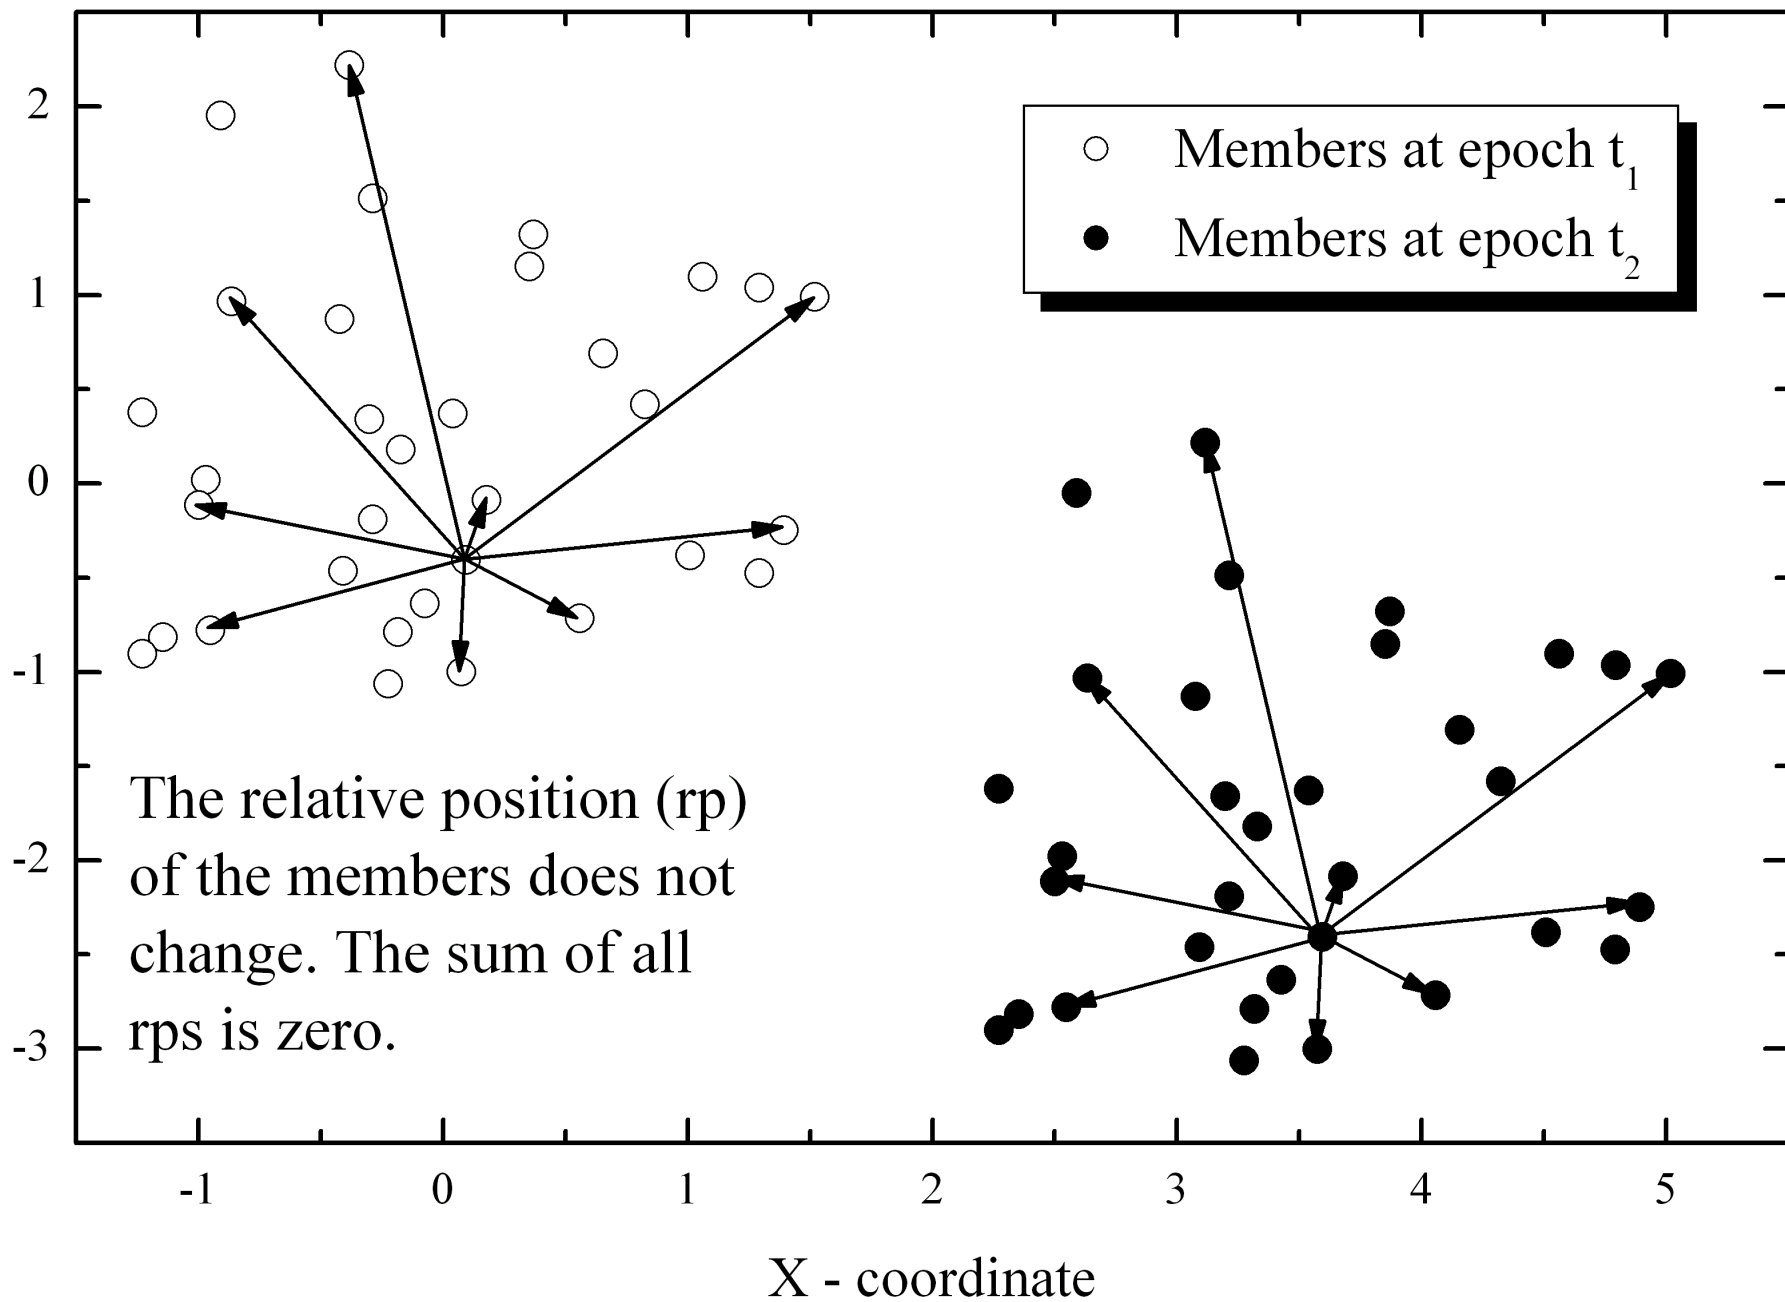 2
1
0
-1
-2
-3
Members at epoch t₁
Members at epoch t₂
The relative position (rp)
of the members does not
change. The sum of all
rps is zero.
-1 0 1 2 3 4 5
X - coordinate